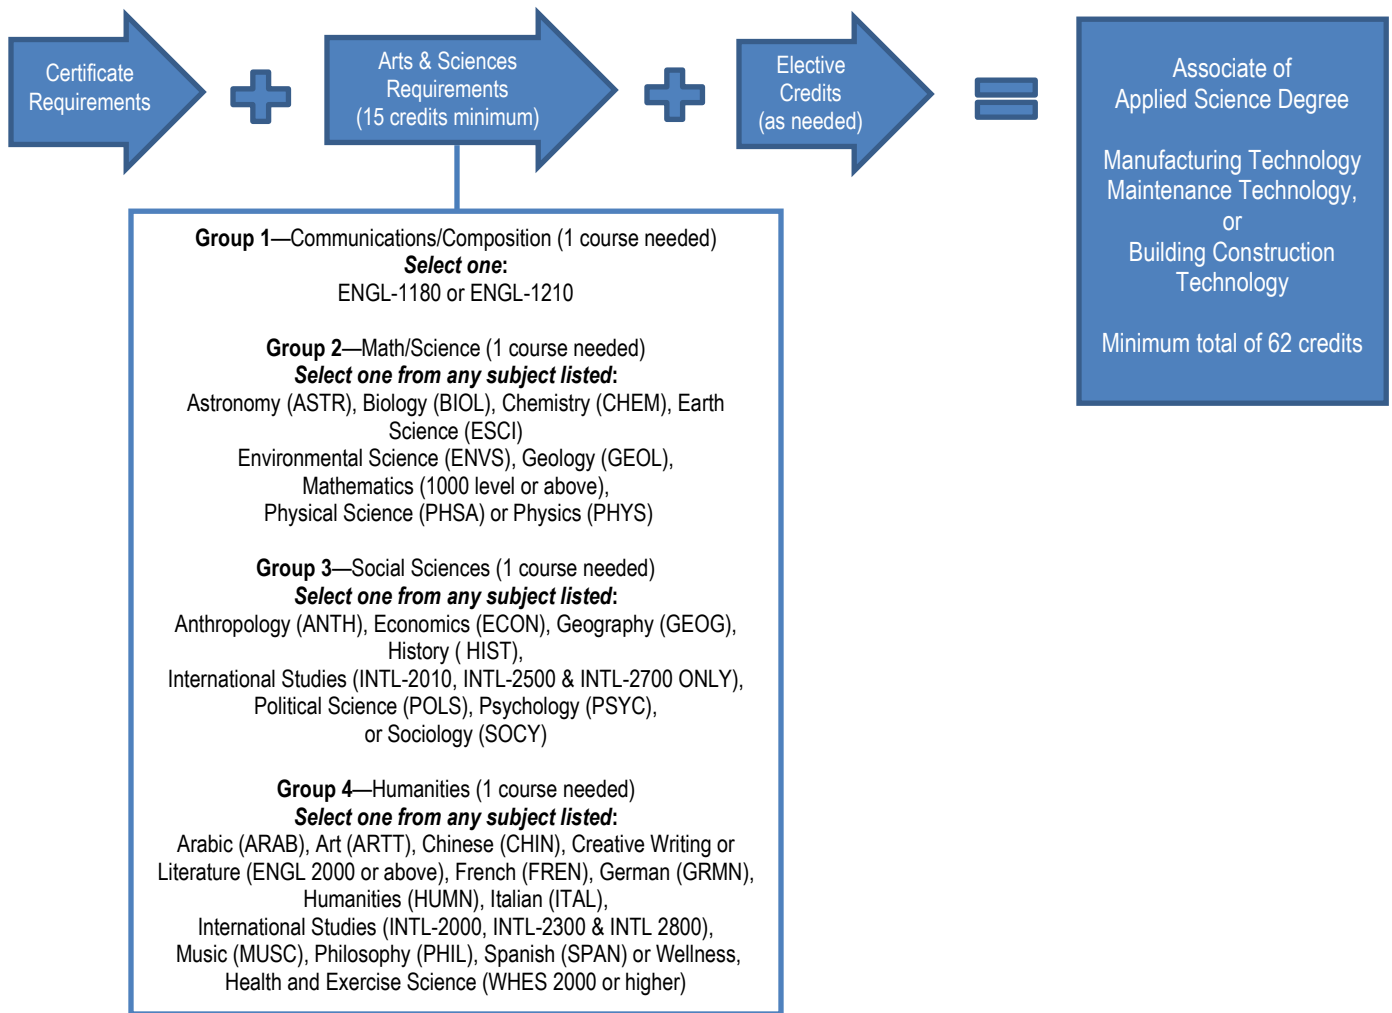 Certificate
Requirements
Arts & Sciences
Requirements
(15 credits minimum)
Elective
Credits
(as needed)
Associate of
Applied Science Degree
Manufacturing Technology
Maintenance Technology,
or
Building Construction
Technology
Minimum total of 62 credits
Group 1—Communications/Composition (1 course needed)
Select one:
ENGL-1180 or ENGL-1210
Group 2—Math/Science (1 course needed)
Select one from any subject listed:
Astronomy (ASTR), Biology (BIOL), Chemistry (CHEM), Earth
Science (ESCI)
Environmental Science (ENVS), Geology (GEOL),
Mathematics (1000 level or above),
Physical Science (PHSA) or Physics (PHYS)
Group 3—Social Sciences (1 course needed)
Select one from any subject listed:
Anthropology (ANTH), Economics (ECON), Geography (GEOG),
History ( HIST),
International Studies (INTL-2010, INTL-2500 & INTL-2700 ONLY),
Political Science (POLS), Psychology (PSYC),
or Sociology (SOCY)
Group 4—Humanities (1 course needed)
Select one from any subject listed:
Arabic (ARAB), Art (ARTT), Chinese (CHIN), Creative Writing or
Literature (ENGL 2000 or above), French (FREN), German (GRMN),
Humanities (HUMN), Italian (ITAL),
International Studies (INTL-2000, INTL-2300 & INTL 2800),
Music (MUSC), Philosophy (PHIL), Spanish (SPAN) or Wellness,
Health and Exercise Science (WHES 2000 or higher)